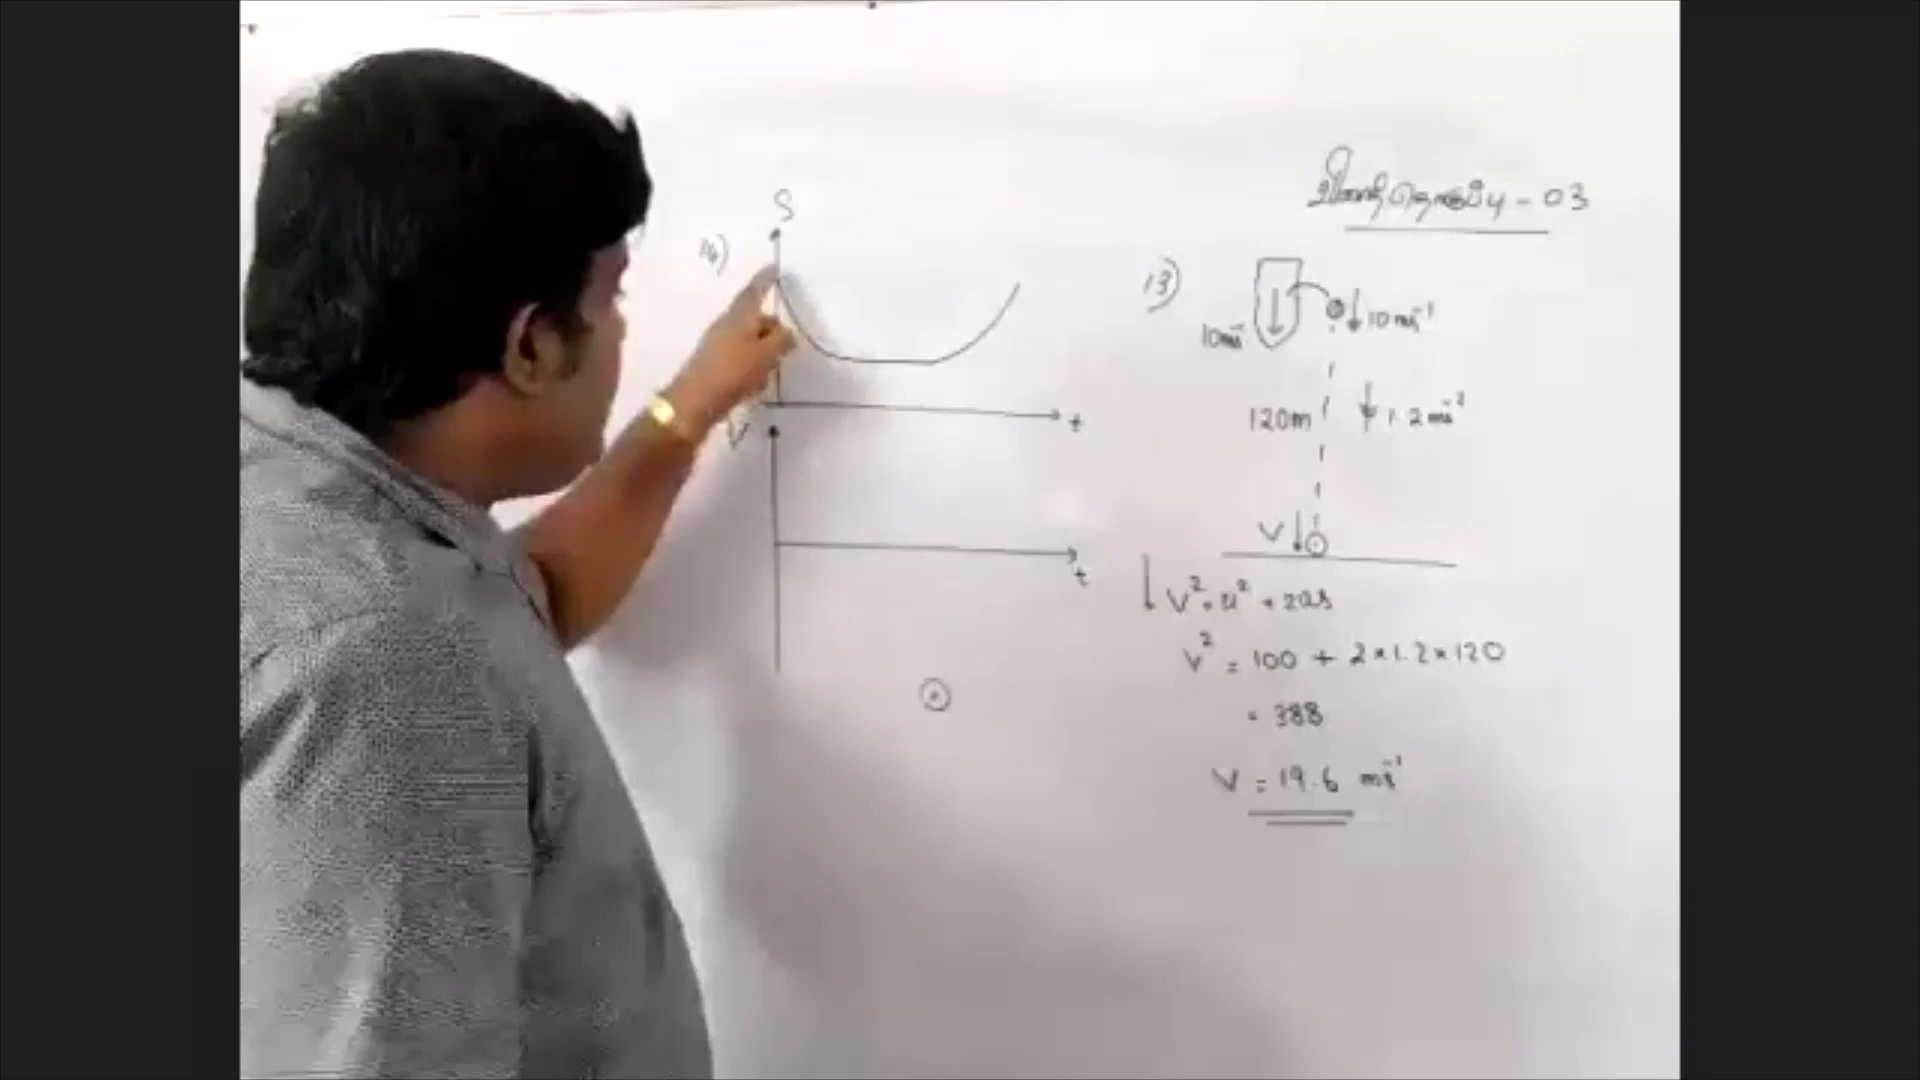 வினாத்தொகுப்பு - 03
14)
S
t
V
t
13)
10ms⁻¹
10ms⁻¹
120m
1.2ms⁻²
V
V² = u² + 2as
V² = 100 + 2×1.2×120
= 388
V = 19.6 ms⁻¹